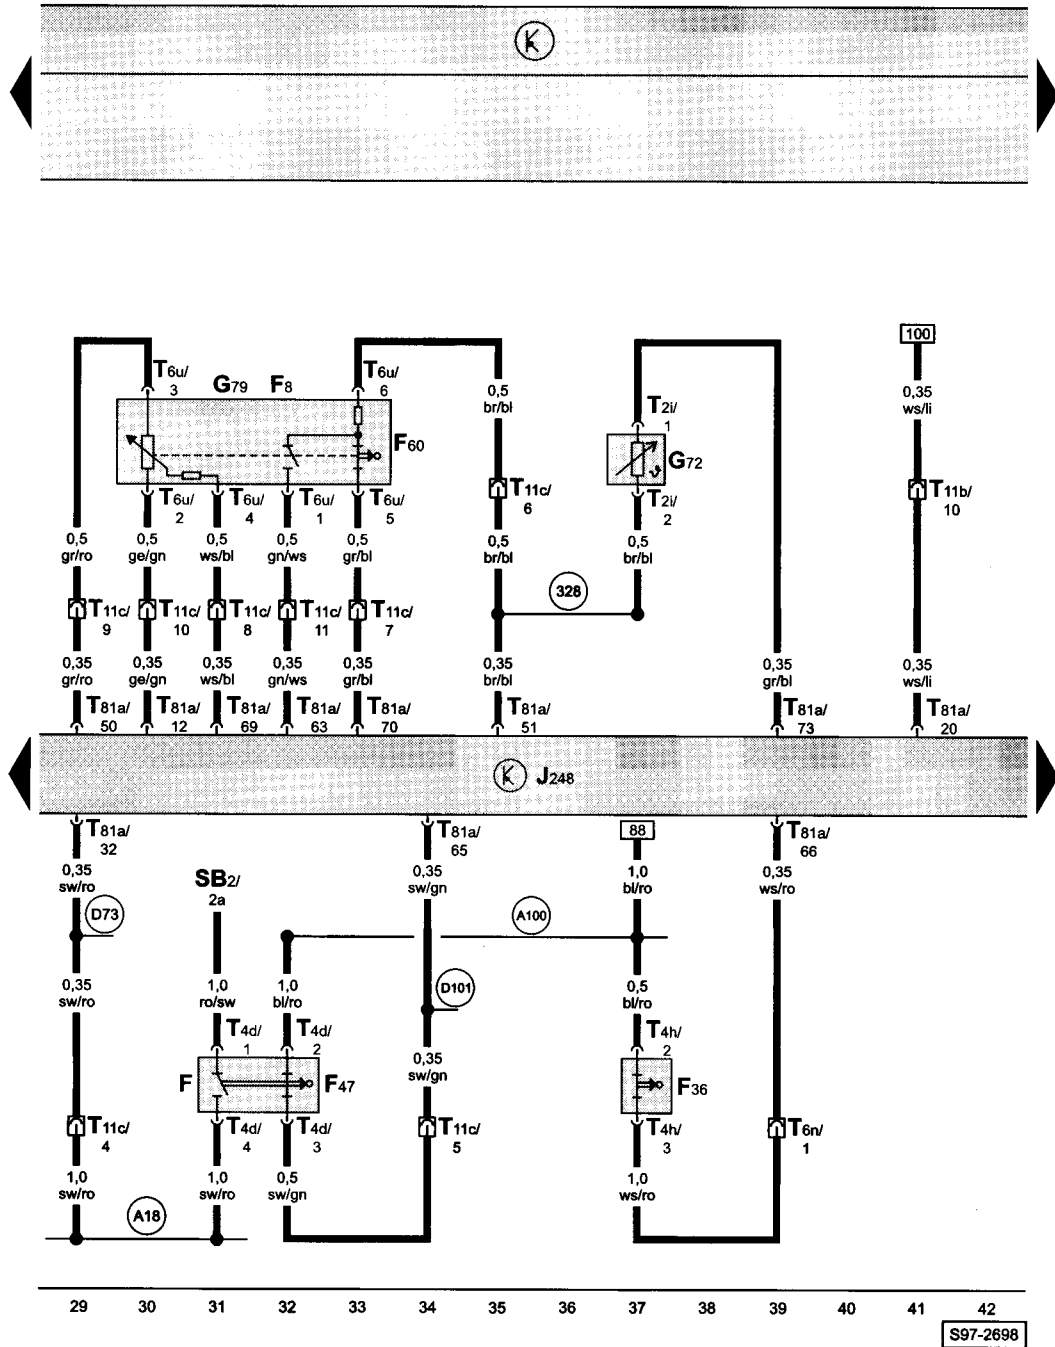 K
100
T6u/ 3
G79 F8
T6u/ 6
0,5 br/bl
T2i/ 1
0,35 ws/li
F60
G72
T6u/ 2
T6u/ 4
T6u/ 1
T6u/ 5
T11c/ 6
T2i/ 2
T11b/ 10
0,5 gr/ro
0,5 ge/gn
0,5 ws/bl
0,5 gn/ws
0,5 gr/bl
0,5 br/bl
0,5 br/bl
328
T11c/ 9
T11c/ 10
T11c/ 8
T11c/ 11
T11c/ 7
0,35 gr/ro
0,35 ge/gn
0,35 ws/bl
0,35 gn/ws
0,35 gr/bl
0,35 br/bl
0,35 gr/bl
0,35 ws/li
T81a/ 50
T81a/ 12
T81a/ 69
T81a/ 63
T81a/ 70
T81a/ 51
T81a/ 73
T81a/ 20
K J248
T81a/ 32
T81a/ 65
88
T81a/ 66
0,35 sw/ro
SB2/ 2a
0,35 sw/gn
1,0 bl/ro
0,35 ws/ro
D73
A100
0,35 sw/ro
1,0 ro/sw
1,0 bl/ro
D101
0,5 bl/ro
T4d/ 1
T4d/ 2
0,35 sw/gn
T4h/ 2
F
F47
F36
T11c/ 4
T4d/ 4
T4d/ 3
T11c/ 5
T4h/ 3
T6n/ 1
1,0 sw/ro
1,0 sw/ro
0,5 sw/gn
1,0 ws/ro
A18
29 30 31 32 33 34 35 36 37 38 39 40 41 42
S97-2698